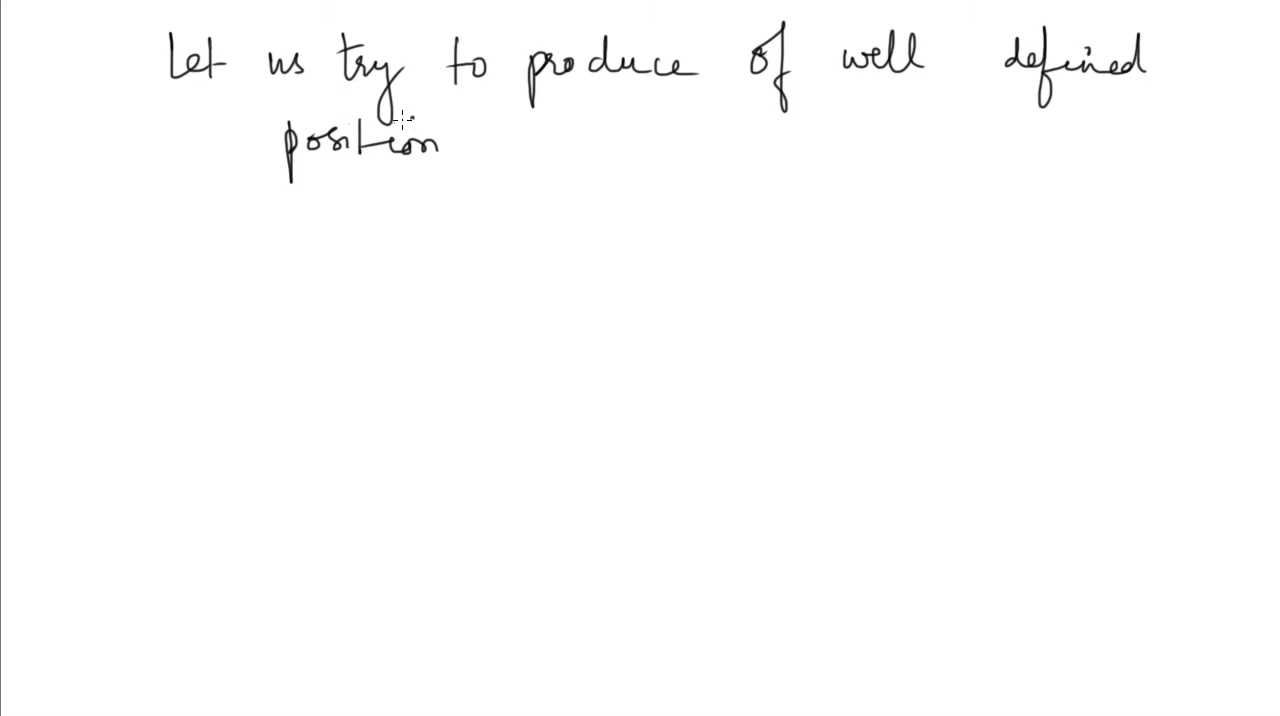 Let us try to produce of well defined
position